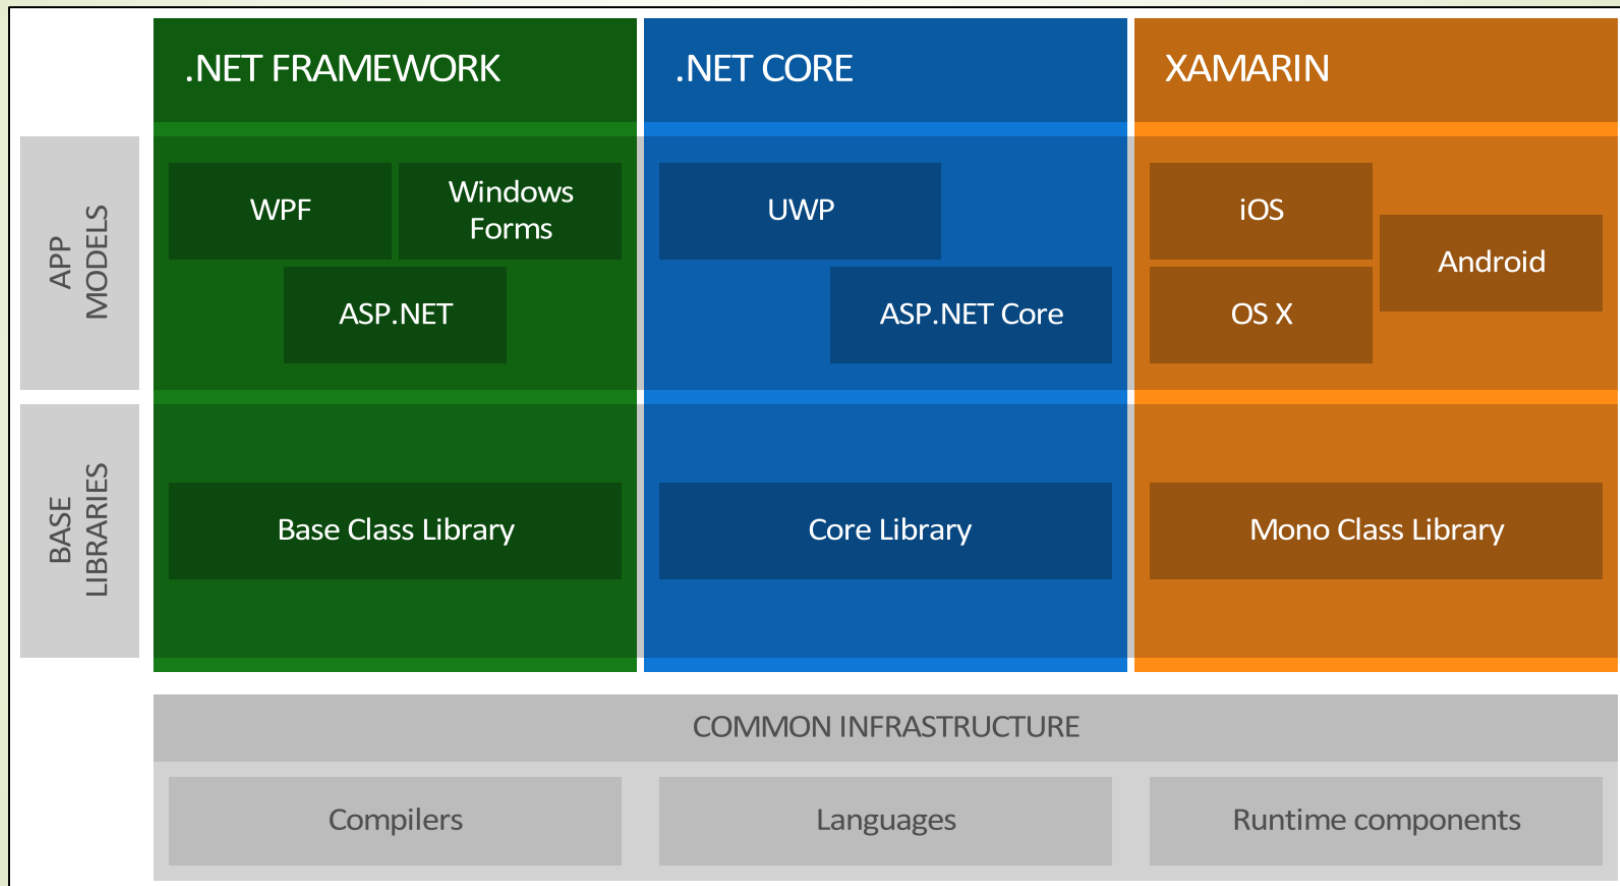 .NET FRAMEWORK
.NET CORE
XAMARIN
APP
MODELS
WPF
Windows
Forms
ASP.NET
UWP
ASP.NET Core
iOS
Android
OS X
BASE
LIBRARIES
Base Class Library
Core Library
Mono Class Library
COMMON INFRASTRUCTURE
Compilers
Languages
Runtime components